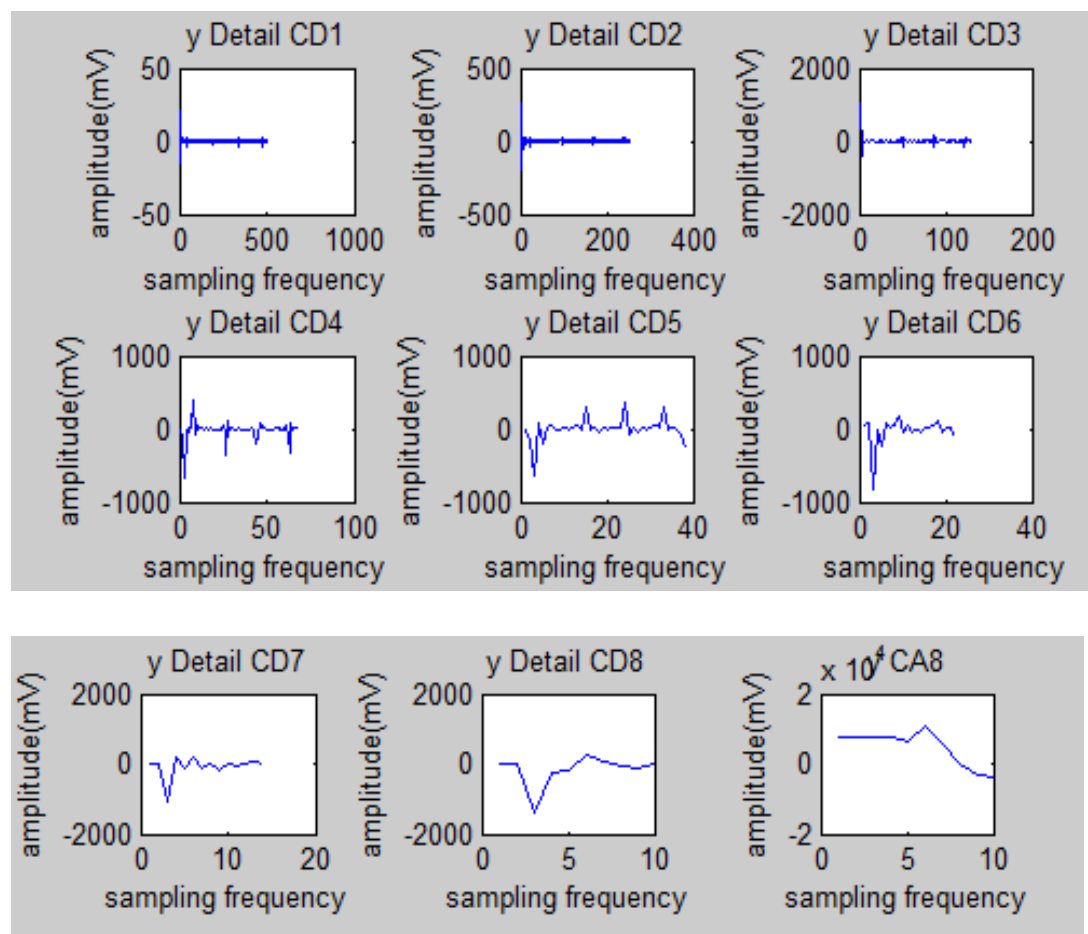 y Detail CD1
amplitude(mV)
50
0
-50
0 500 1000
sampling frequency
y Detail CD2
amplitude(mV)
500
0
-500
0 200 400
sampling frequency
y Detail CD3
amplitude(mV)
2000
0
-2000
0 100 200
sampling frequency
y Detail CD4
amplitude(mV)
1000
0
-1000
0 50 100
sampling frequency
y Detail CD5
amplitude(mV)
1000
0
-1000
0 20 40
sampling frequency
y Detail CD6
amplitude(mV)
1000
0
-1000
0 20 40
sampling frequency
y Detail CD7
amplitude(mV)
2000
0
-2000
0 10 20
sampling frequency
y Detail CD8
amplitude(mV)
2000
0
-2000
0 5 10
sampling frequency
x 10⁴ CA8
amplitude(mV)
2
0
-2
0 5 10
sampling frequency